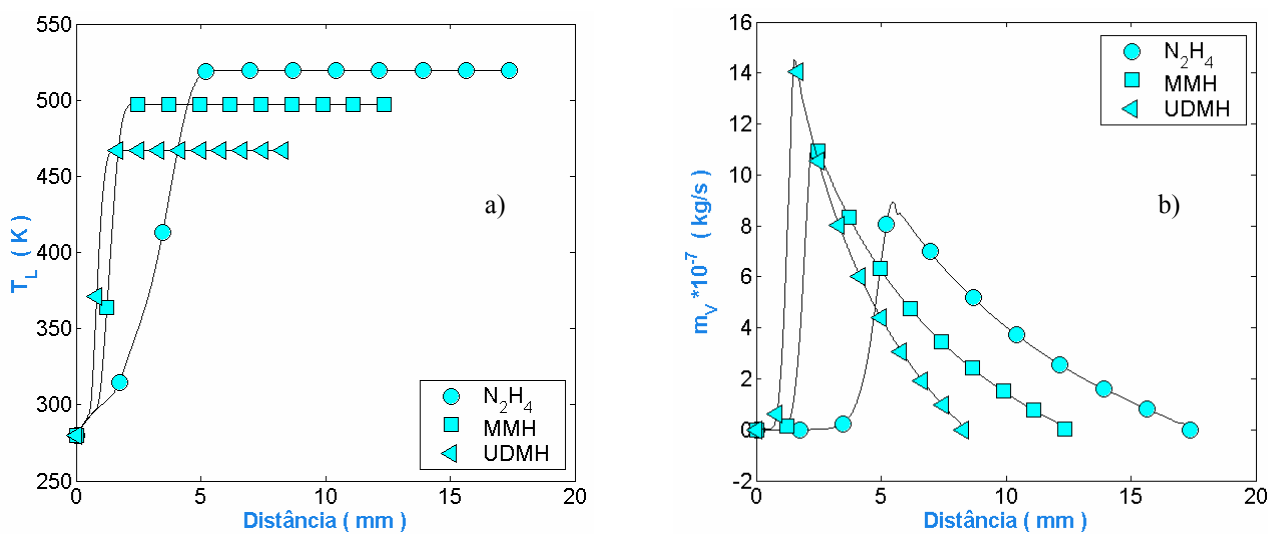 550
500
450
400
350
300
250
T_L ( K )
0 5 10 15 20
Distância ( mm )
a)
N₂H₄
MMH
UDMH
16
14
12
10
8
6
4
2
0
-2
m_V *10⁻⁷ ( kg/s )
0 5 10 15 20
Distância ( mm )
b)
N₂H₄
MMH
UDMH